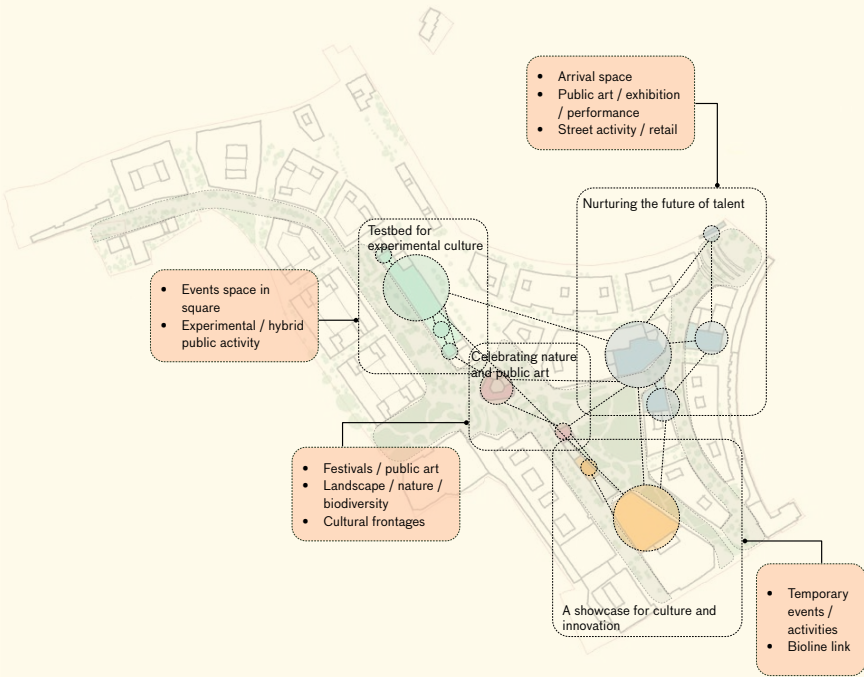 • Arrival space
• Public art / exhibition
/ performance
• Street activity / retail
Nurturing the future of talent
Testbed for
experimental culture
• Events space in
square
• Experimental / hybrid
public activity
Celebrating nature
and public art
• Festivals / public art
• Landscape / nature /
biodiversity
• Cultural frontages
A showcase for culture and
innovation
• Temporary
events /
activities
• Bioline link